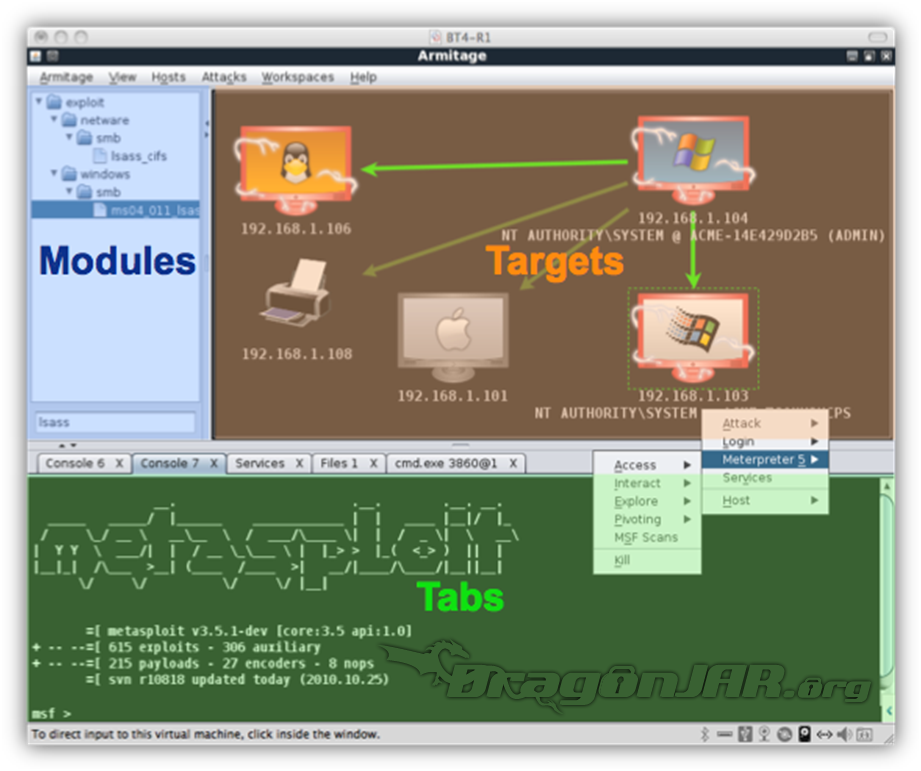 BT4-R1
Armitage
Armitage View Hosts Attacks Workspaces Help
exploit
netware
smb
lsass_cifs
windows
smb
ms04_011_lsas
Modules
lsass
192.168.1.106
192.168.1.104
NT AUTHORITY\SYSTEM @ ACME-14E429D2B5 (ADMIN)
Targets
192.168.1.108
192.168.1.101
192.168.1.103
NT AUTHORITY\SYSTEM
Attack
Login
Meterpreter 5
Services
Host
Access
Interact
Explore
Pivoting
MSF Scans
Kill
Console 6 X Console 7 X Services X Files 1 X cmd.exe 3860@1 X
metasploit
Tabs
=[ metasploit v3.5.1-dev [core:3.5 api:1.0]
+ -- --=[ 615 exploits - 306 auxiliary
+ -- --=[ 215 payloads - 27 encoders - 8 nops
=[ svn r10818 updated today (2010.10.25)
msf >
DRagÔnJAR.org
To direct input to this virtual machine, click inside the window.